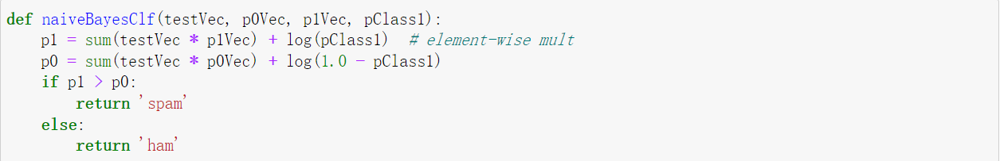 def naiveBayesClf(testVec, p0Vec, p1Vec, pClass1):
    p1 = sum(testVec * p1Vec) + log(pClass1)  # element-wise mult
    p0 = sum(testVec * p0Vec) + log(1.0 - pClass1)
    if p1 > p0:
        return 'spam'
    else:
        return 'ham'